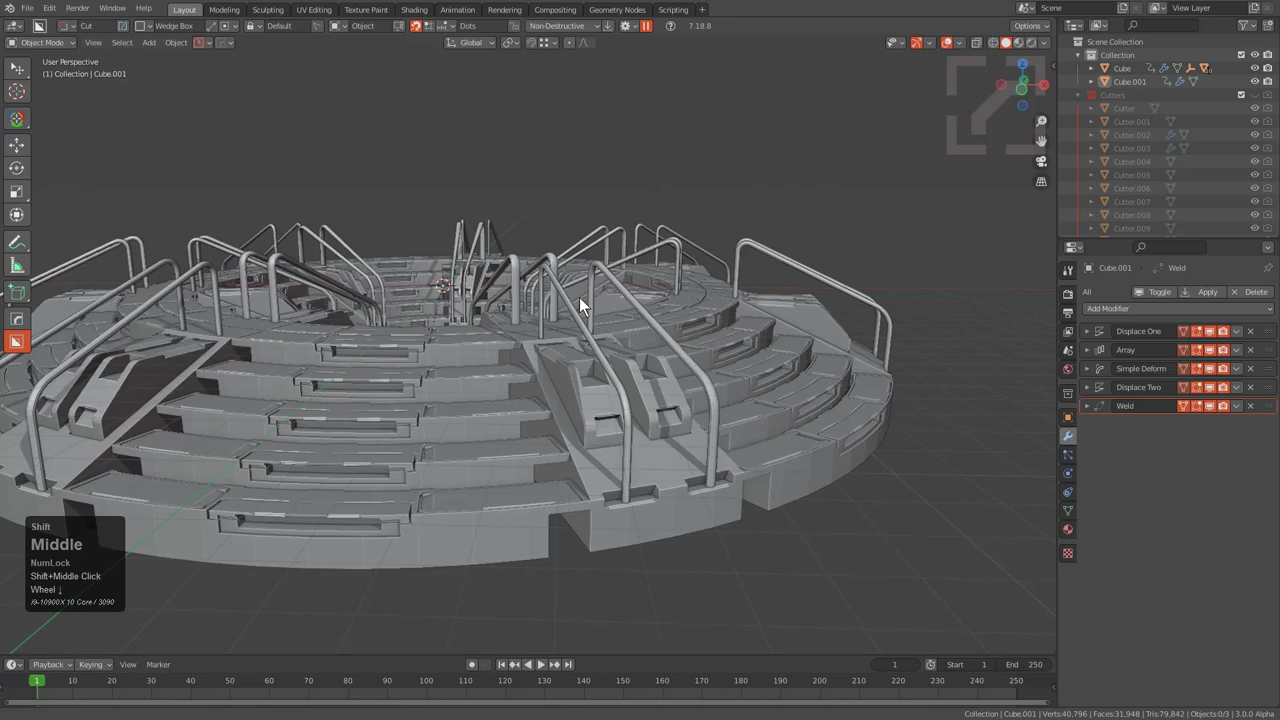 File Edit Render Window Help Layout Modeling Sculpting UV Editing Texture Paint Shading Animation Rendering Compositing Geometry Nodes Scripting Scene View Layer
Cut Wedge Box Default Object Dots Non-Destructive 7.18.8 Options
Object Mode View Select Add Object Global
User Perspective
(1) Collection | Cube.001
Scene Collection
Collection
Cube
Cube.001
Cutters
Cutter
Cutter.001
Cutter.002
Cutter.003
Cutter.004
Cutter.005
Cutter.006
Cutter.007
Cutter.008
Cutter.009
Cube.001 Weld
All Toggle Apply Delete
Add Modifier
Displace One
Array
Simple Deform
Displace Two
Weld
Z
X
Shift
Middle
NumLock
Shift+Middle Click
Wheel ↓
I9-10900X 10 Core / 3090
Playback Keying View Marker 1 Start 1 End 250
1 10 20 30 40 50 60 70 80 90 100 110 120 130 140 150 160 170 180 190 200 210 220 230 240 250
Collection | Cube.001 Verts:40,796 Faces:31,948 Tris:79,842 Objects:0/3 3.0.0 Alpha